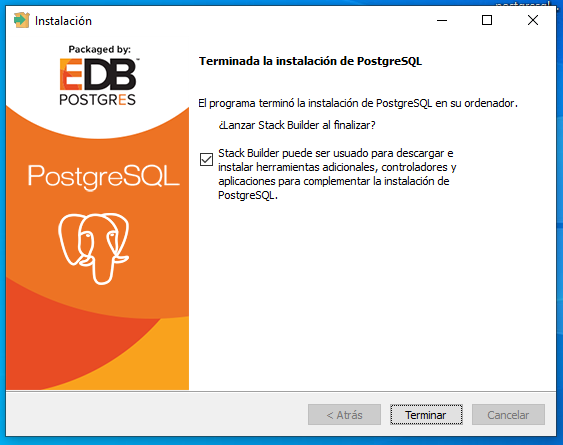 postgresql.
Instalación
Packaged by:
EDB
POSTGRES
PostgreSQL
Terminada la instalación de PostgreSQL
El programa terminó la instalación de PostgreSQL en su ordenador.
¿Lanzar Stack Builder al finalizar?
Stack Builder puede ser usado para descargar e
instalar herramientas adicionales, controladores y
aplicaciones para complementar la instalación de
PostgreSQL.
< Atrás
Terminar
Cancelar